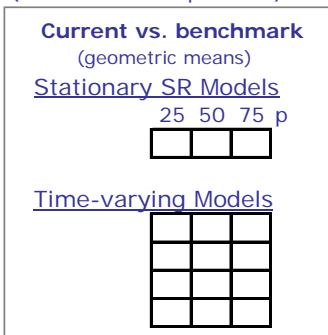 Current vs. benchmark
(geometric means)
Stationary SR Models
25 50 75 p
Time-varying Models